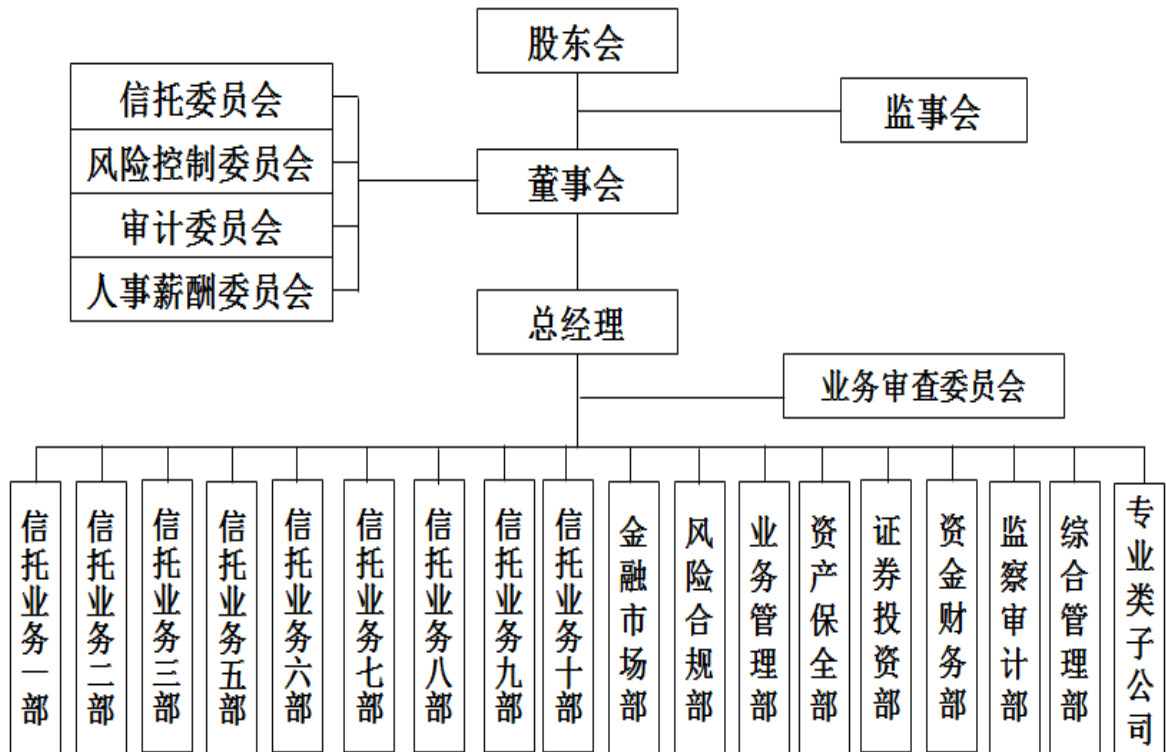 股东会
信托委员会
监事会
风险控制委员会
董事会
审计委员会
人事薪酬委员会
总经理
业务审查委员会
信托业务一部
信托业务二部
信托业务三部
信托业务五部
信托业务六部
信托业务七部
信托业务八部
信托业务九部
信托业务十部
金融市场部
风险合规部
业务管理部
资产保全部
证券投资部
资金财务部
监察审计部
综合管理部
专业类子公司